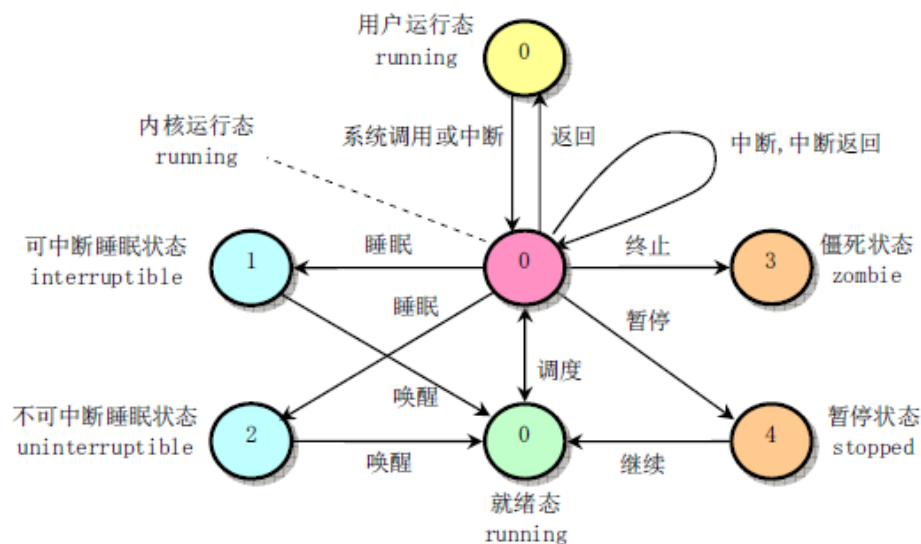 用户运行态
running
0
内核运行态
running
系统调用或中断
返回
中断,中断返回
可中断睡眠状态
interruptible
1
睡眠
0
终止
3
僵死状态
zombie
睡眠
暂停
调度
唤醒
不可中断睡眠状态
uninterruptible
2
唤醒
0
继续
4
暂停状态
stopped
就绪态
running